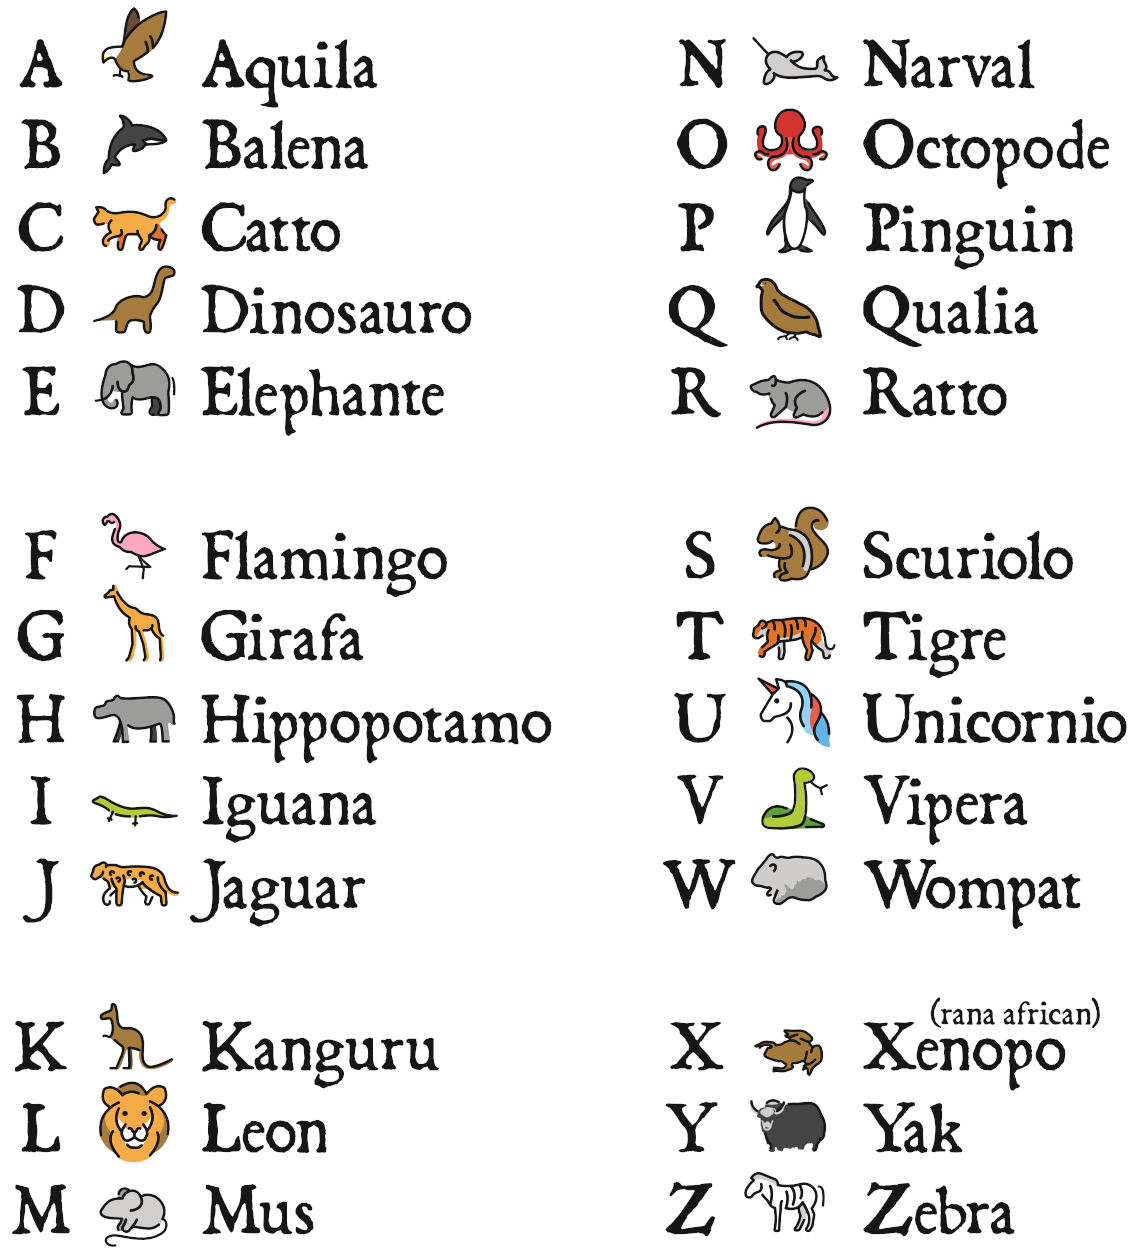 A Aquila
B Balena
C Catto
D Dinosauro
E Elephante
F Flamingo
G Girafa
H Hippopotamo
I Iguana
J Jaguar
K Kanguru
L Leon
M Mus
N Narval
O Octopode
P Pinguin
Q Qualia
R Ratto
S Scuriolo
T Tigre
U Unicornio
V Vipera
W Wompat
(rana african)
X Xenopo
Y Yak
Z Zebra